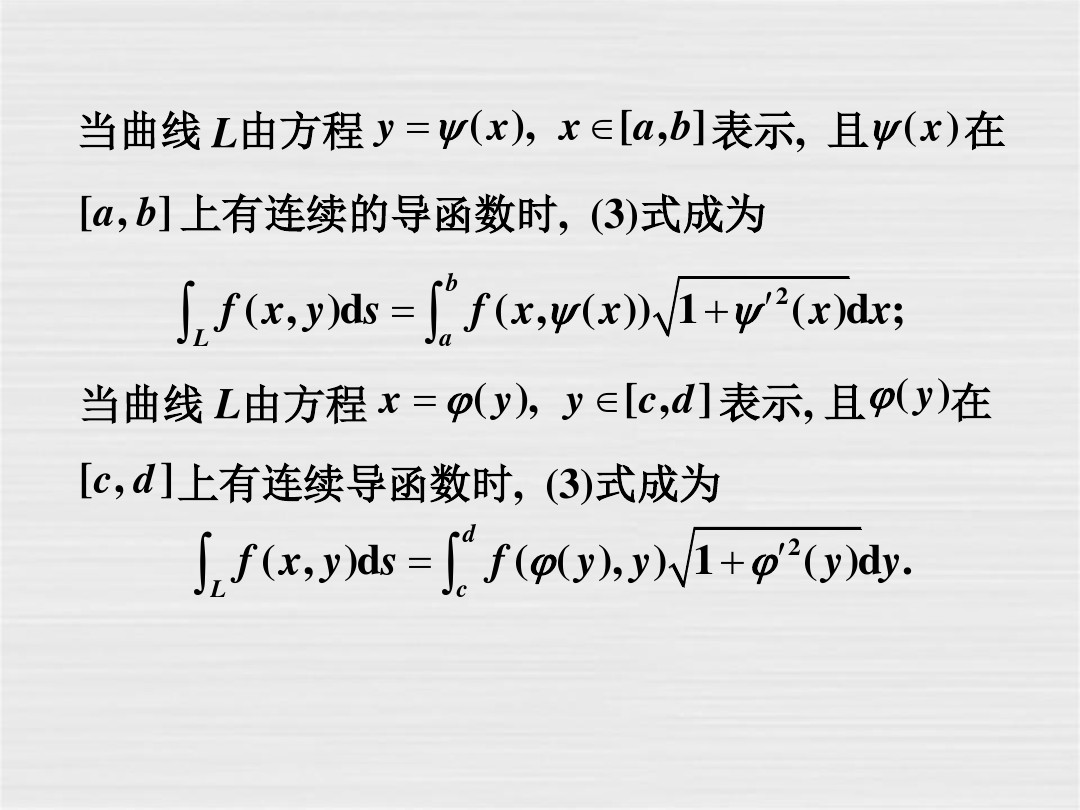 当曲线 L由方程 y = ψ(x), x ∈[a,b]表示, 且ψ(x)在
[a, b] 上有连续的导函数时, (3)式成为
∫_L f(x, y)ds = ∫_a^b f(x,ψ(x))√(1+ψ′²(x))dx;
当曲线 L由方程 x = φ(y), y ∈[c,d]表示, 且φ(y)在
[c, d]上有连续导函数时, (3)式成为
∫_L f(x, y)ds = ∫_c^d f(φ(y), y)√(1+φ′²(y))dy.